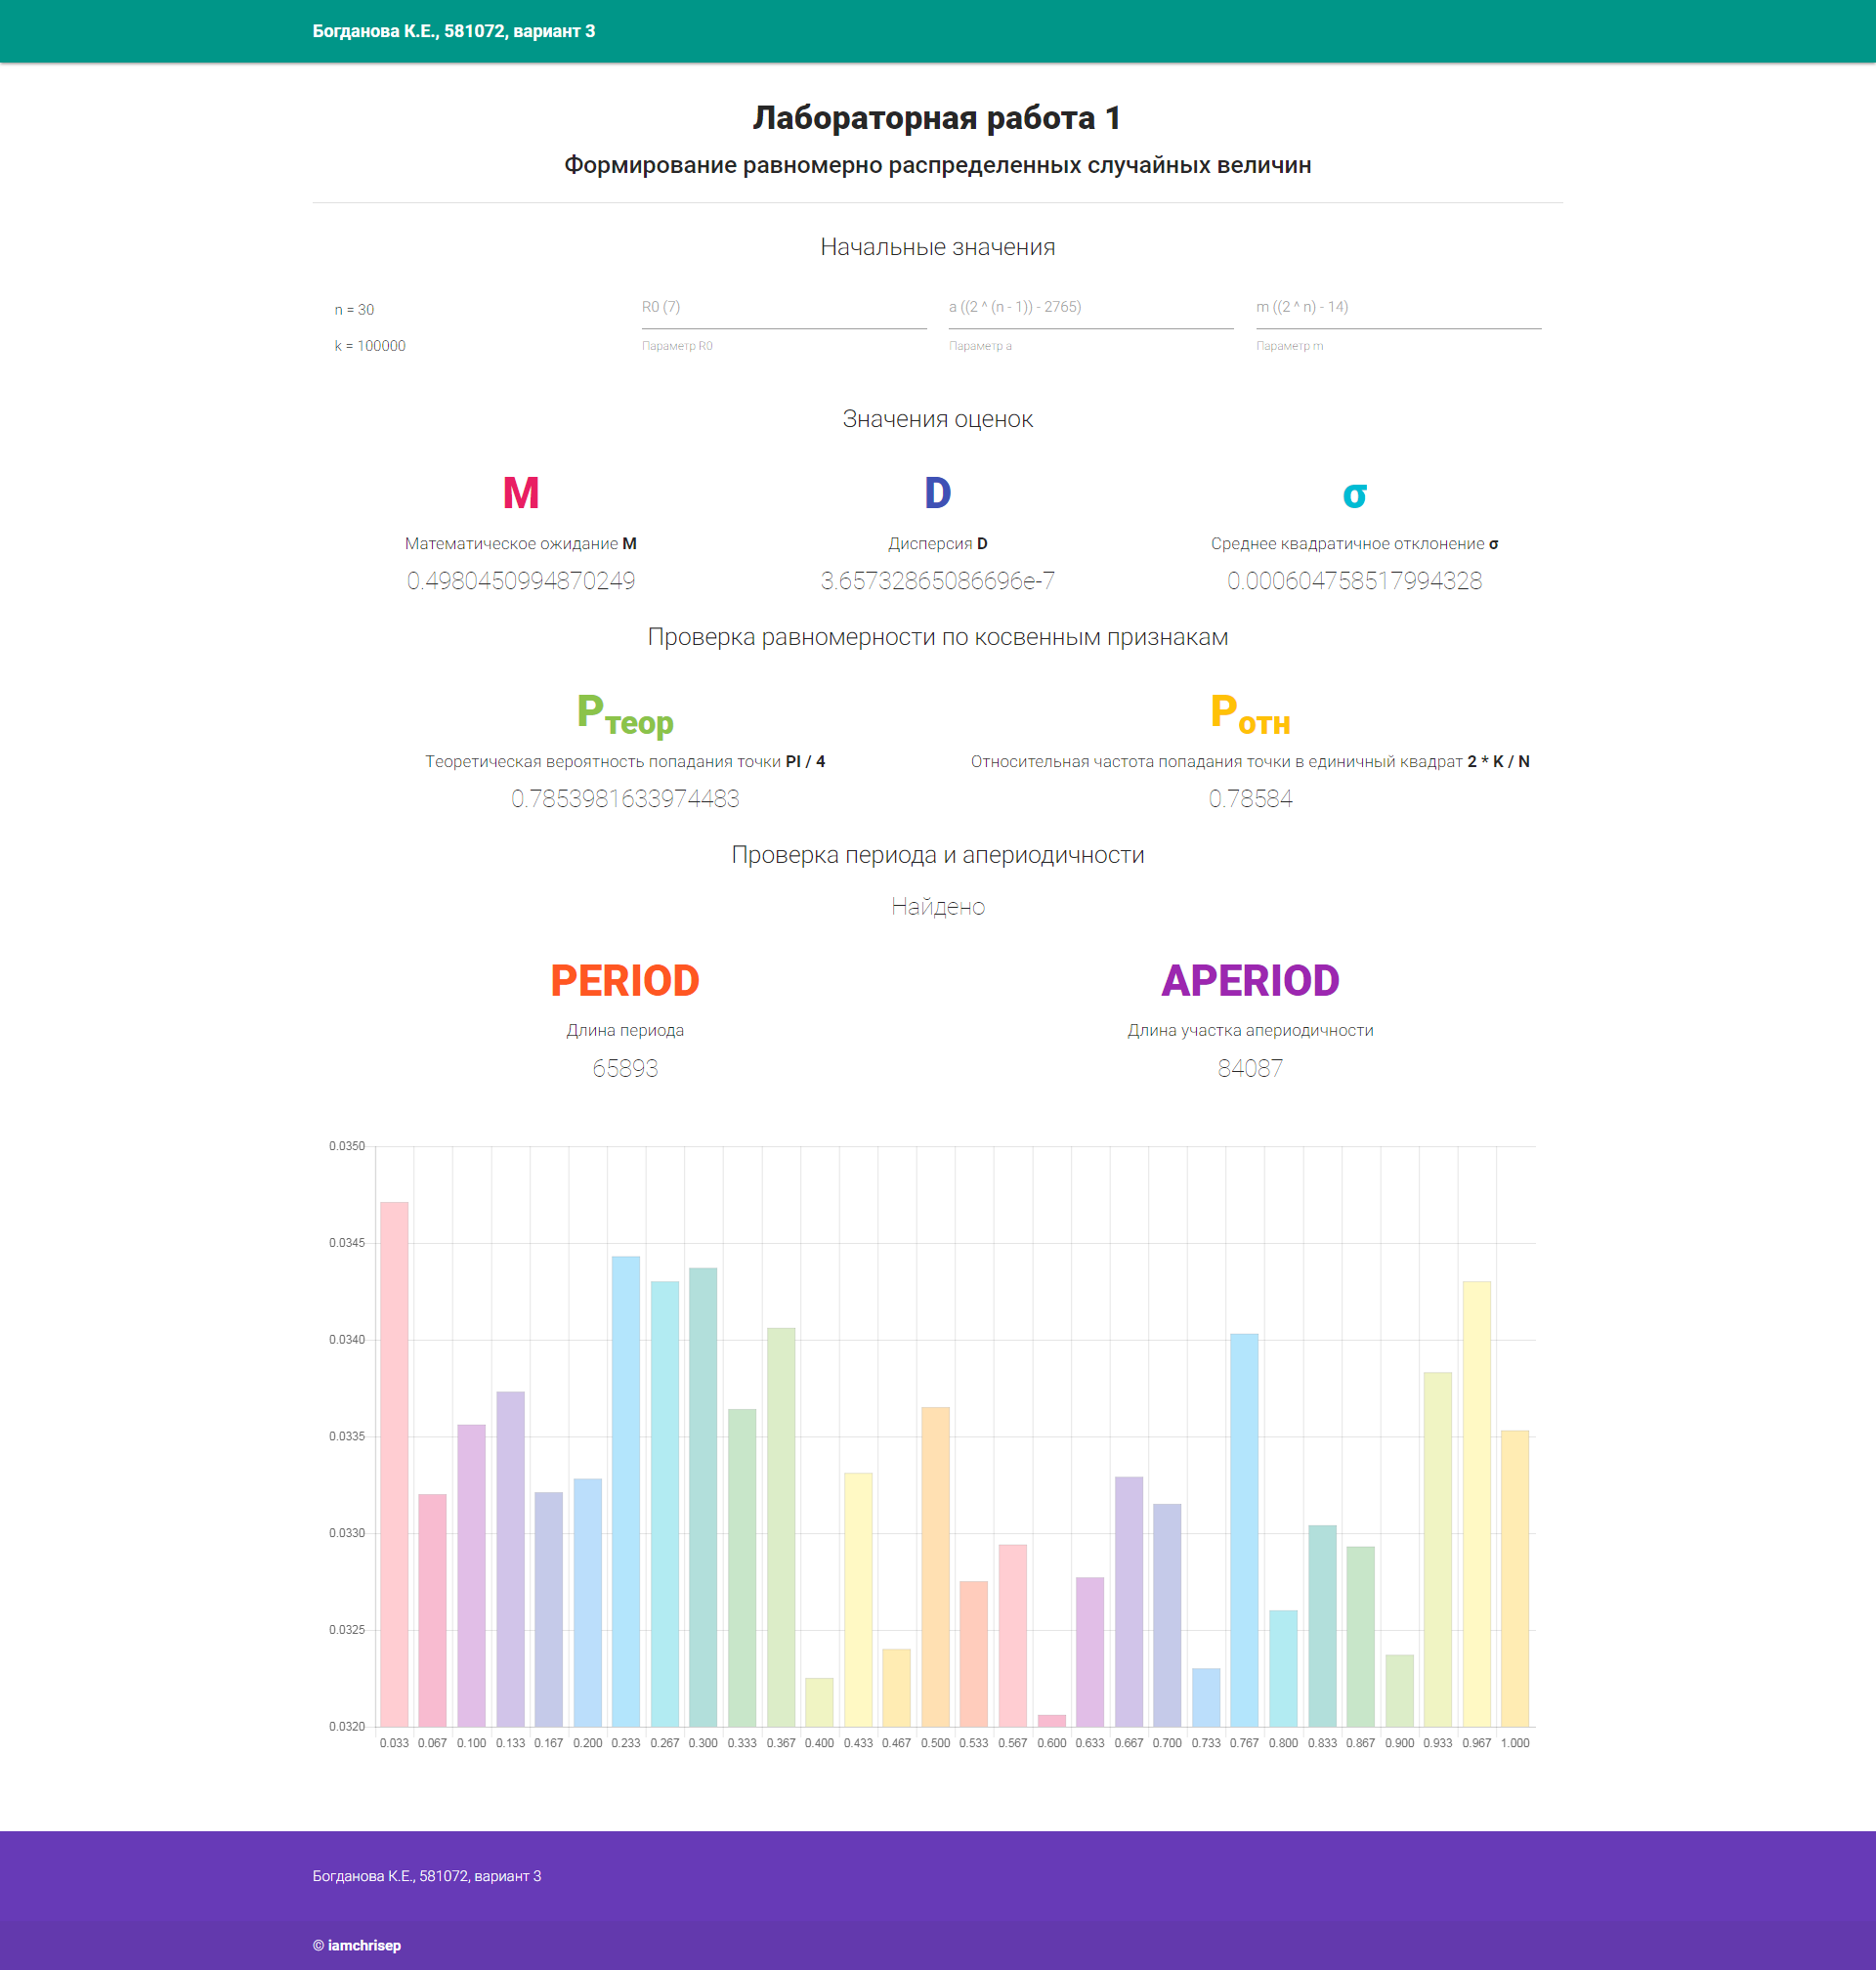 Богданова К.Е., 581072, вариант 3
Лабораторная работа 1
Формирование равномерно распределенных случайных величин
Начальные значения
n = 30
k = 100000
R0 (7)
Параметр R0
a ((2 ^ (n - 1)) - 2765)
Параметр a
m ((2 ^ n) - 14)
Параметр m
Значения оценок
M
Математическое ожидание M
0.4980450994870249
D
Дисперсия D
3.65732865086696e-7
σ
Среднее квадратичное отклонение σ
0.000604758517994328
Проверка равномерности по косвенным признакам
Pтеор
Теоретическая вероятность попадания точки PI / 4
0.7853981633974483
Pотн
Относительная частота попадания точки в единичный квадрат 2 * K / N
0.78584
Проверка периода и апериодичности
Найдено
PERIOD
Длина периода
65893
APERIOD
Длина участка апериодичности
84087
0.0350
0.0345
0.0340
0.0335
0.0330
0.0325
0.0320
0.033 0.067 0.100 0.133 0.167 0.200 0.233 0.267 0.300 0.333 0.367 0.400 0.433 0.467 0.500 0.533 0.567 0.600 0.633 0.667 0.700 0.733 0.767 0.800 0.833 0.867 0.900 0.933 0.967 1.000
Богданова К.Е., 581072, вариант 3
© iamchrisep